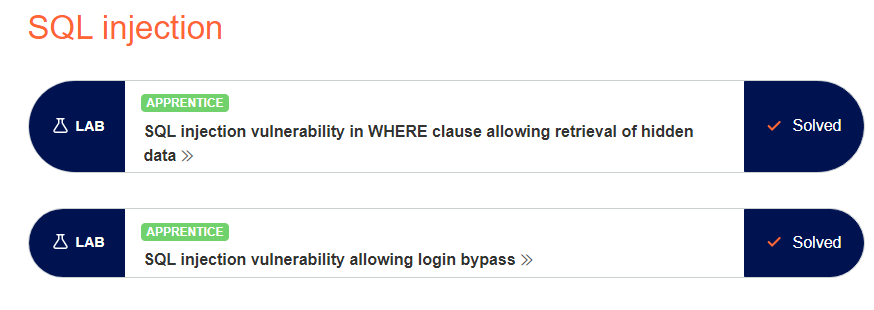 SQL injection
LAB
APPRENTICE
SQL injection vulnerability in WHERE clause allowing retrieval of hidden
data
Solved
LAB
APPRENTICE
SQL injection vulnerability allowing login bypass
Solved